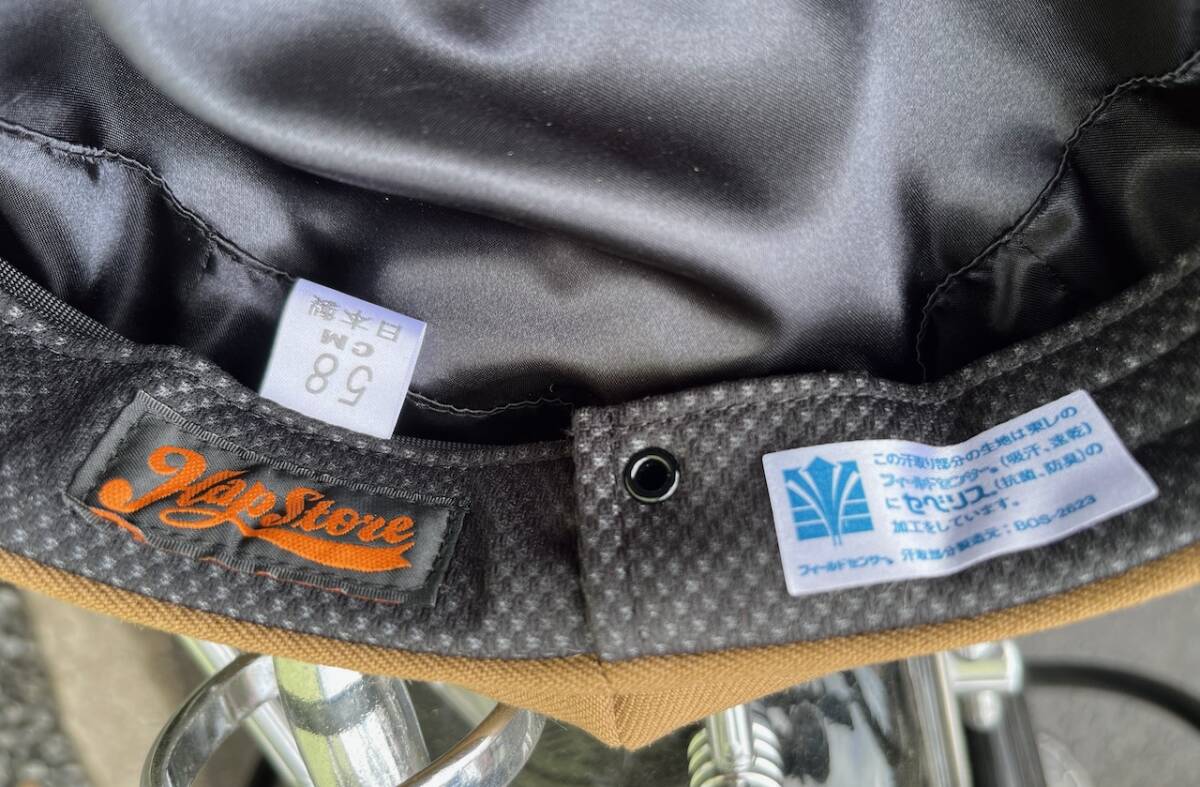 58
CM
日本製
KapStore
この汗取り部分の生地は東レの
フィールドセンサー®(吸汗、速乾)
にセベリス®(抗菌、防臭)の
加工をしています。
フィールドセンサー® 汗取部分製造元:BOS-2623